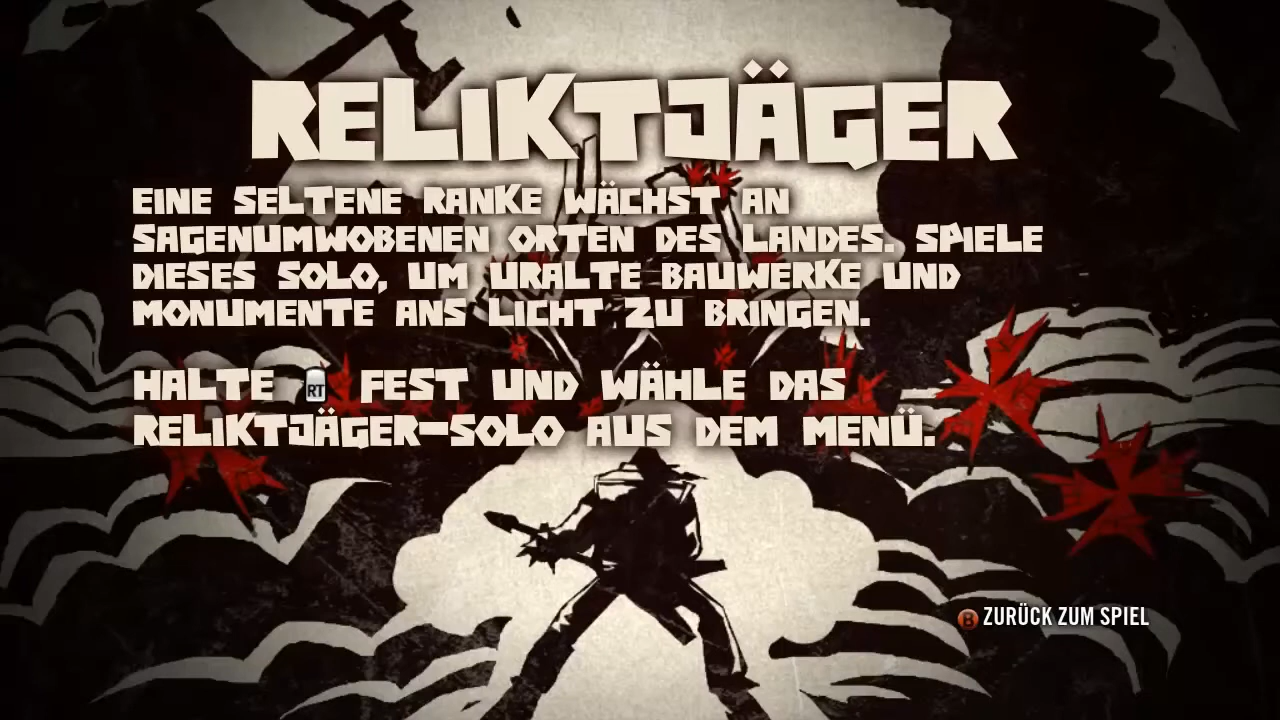 RELIKTJÄGER
EINE SELTENE RANKE WÄCHST AN
SAGENUMWOBENEN ORTEN DES LANDES. SPIELE
DIESES SOLO, UM URALTE BAUWERKE UND
MONUMENTE ANS LICHT ZU BRINGEN.
HALTE RT FEST UND WÄHLE DAS
RELIKTJÄGER-SOLO AUS DEM MENÜ.
B ZURÜCK ZUM SPIEL